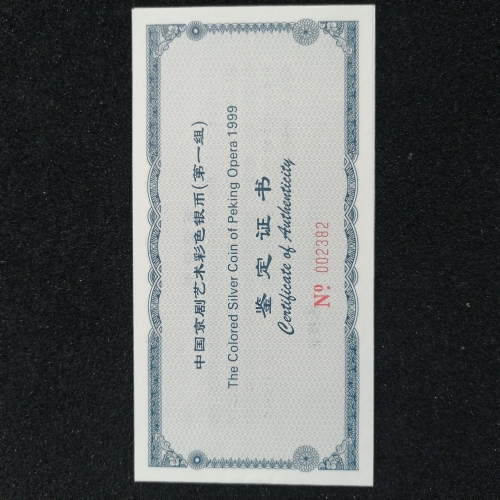 中国京剧艺术彩色银币(第一组)
The Colored Silver Coin of Peking Opera 1999
鉴定证书
Certificate of Authenticity
No. 002382